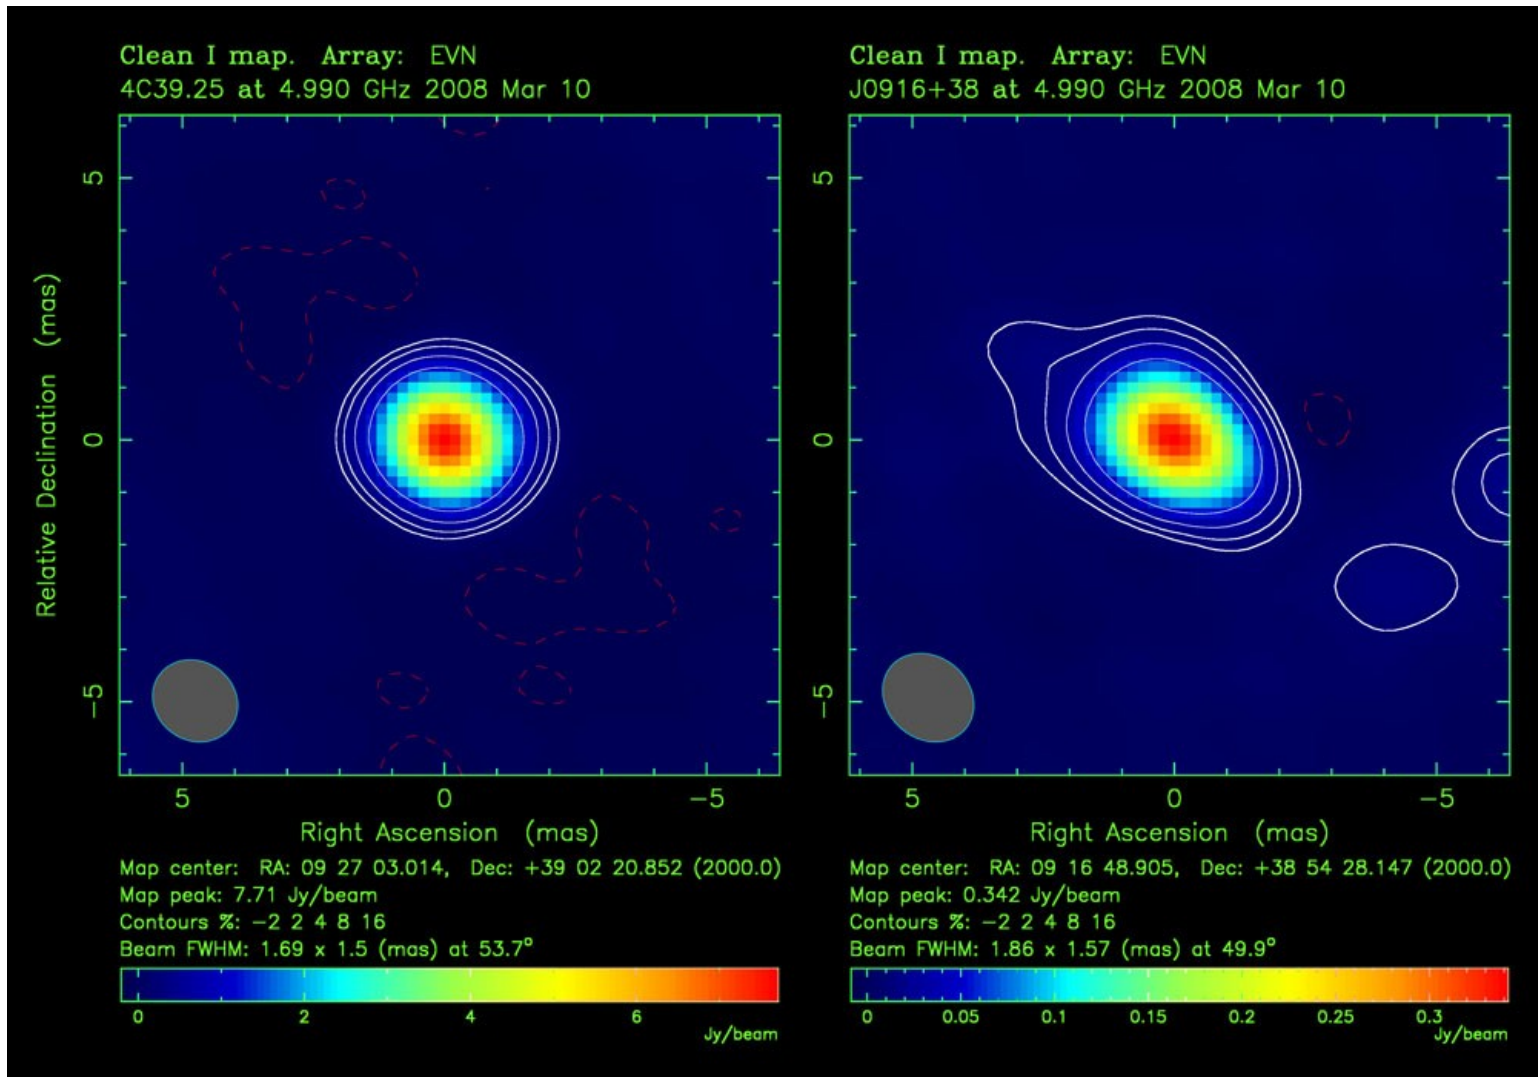 Clean I map.  Array:  EVN
4C39.25 at 4.990 GHz 2008 Mar 10
Relative Declination  (mas)
5
0
−5
5 0 −5
Right Ascension  (mas)
Map center:  RA: 09 27 03.014,  Dec: +39 02 20.852 (2000.0)
Map peak: 7.71 Jy/beam
Contours %: −2 2 4 8 16
Beam FWHM: 1.69 x 1.5 (mas) at 53.7°
0 2 4 6
Jy/beam
Clean I map.  Array:  EVN
J0916+38 at 4.990 GHz 2008 Mar 10
5
0
−5
5 0 −5
Right Ascension  (mas)
Map center:  RA: 09 16 48.905,  Dec: +38 54 28.147 (2000.0)
Map peak: 0.342 Jy/beam
Contours %: −2 2 4 8 16
Beam FWHM: 1.86 x 1.57 (mas) at 49.9°
0 0.05 0.1 0.15 0.2 0.25 0.3
Jy/beam